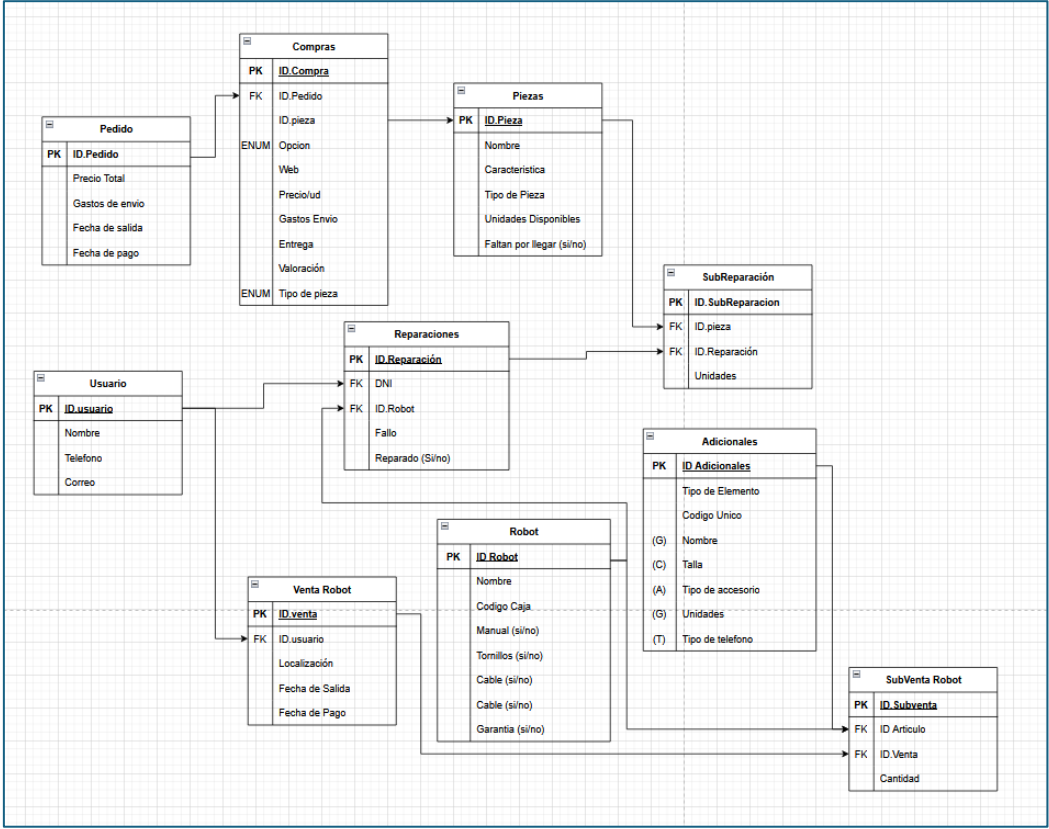 Compras
PK ID.Compra
FK ID.Pedido
ID.pieza
ENUM Opcion
Web
Precio/ud
Gastos Envio
Entrega
Valoración
ENUM Tipo de pieza
Piezas
PK ID.Pieza
Nombre
Caracteristica
Tipo de Pieza
Unidades Disponibles
Faltan por llegar (si/no)
Pedido
PK ID.Pedido
Precio Total
Gastos de envio
Fecha de salida
Fecha de pago
SubReparación
PK ID.SubReparacion
FK ID.pieza
FK ID.Reparación
Unidades
Reparaciones
PK ID.Reparación
FK DNI
FK ID.Robot
Fallo
Reparado (Si/no)
Usuario
PK ID.usuario
Nombre
Telefono
Correo
Adicionales
PK ID Adicionales
Tipo de Elemento
Codigo Unico
(G) Nombre
(C) Talla
(A) Tipo de accesorio
(G) Unidades
(T) Tipo de telefono
Robot
PK ID Robot
Nombre
Codigo Caja
Manual (si/no)
Tornillos (si/no)
Cable (si/no)
Cable (si/no)
Garantia (si/no)
Venta Robot
PK ID.venta
FK ID.usuario
Localización
Fecha de Salida
Fecha de Pago
SubVenta Robot
PK ID.Subventa
FK ID Articulo
FK ID.Venta
Cantidad